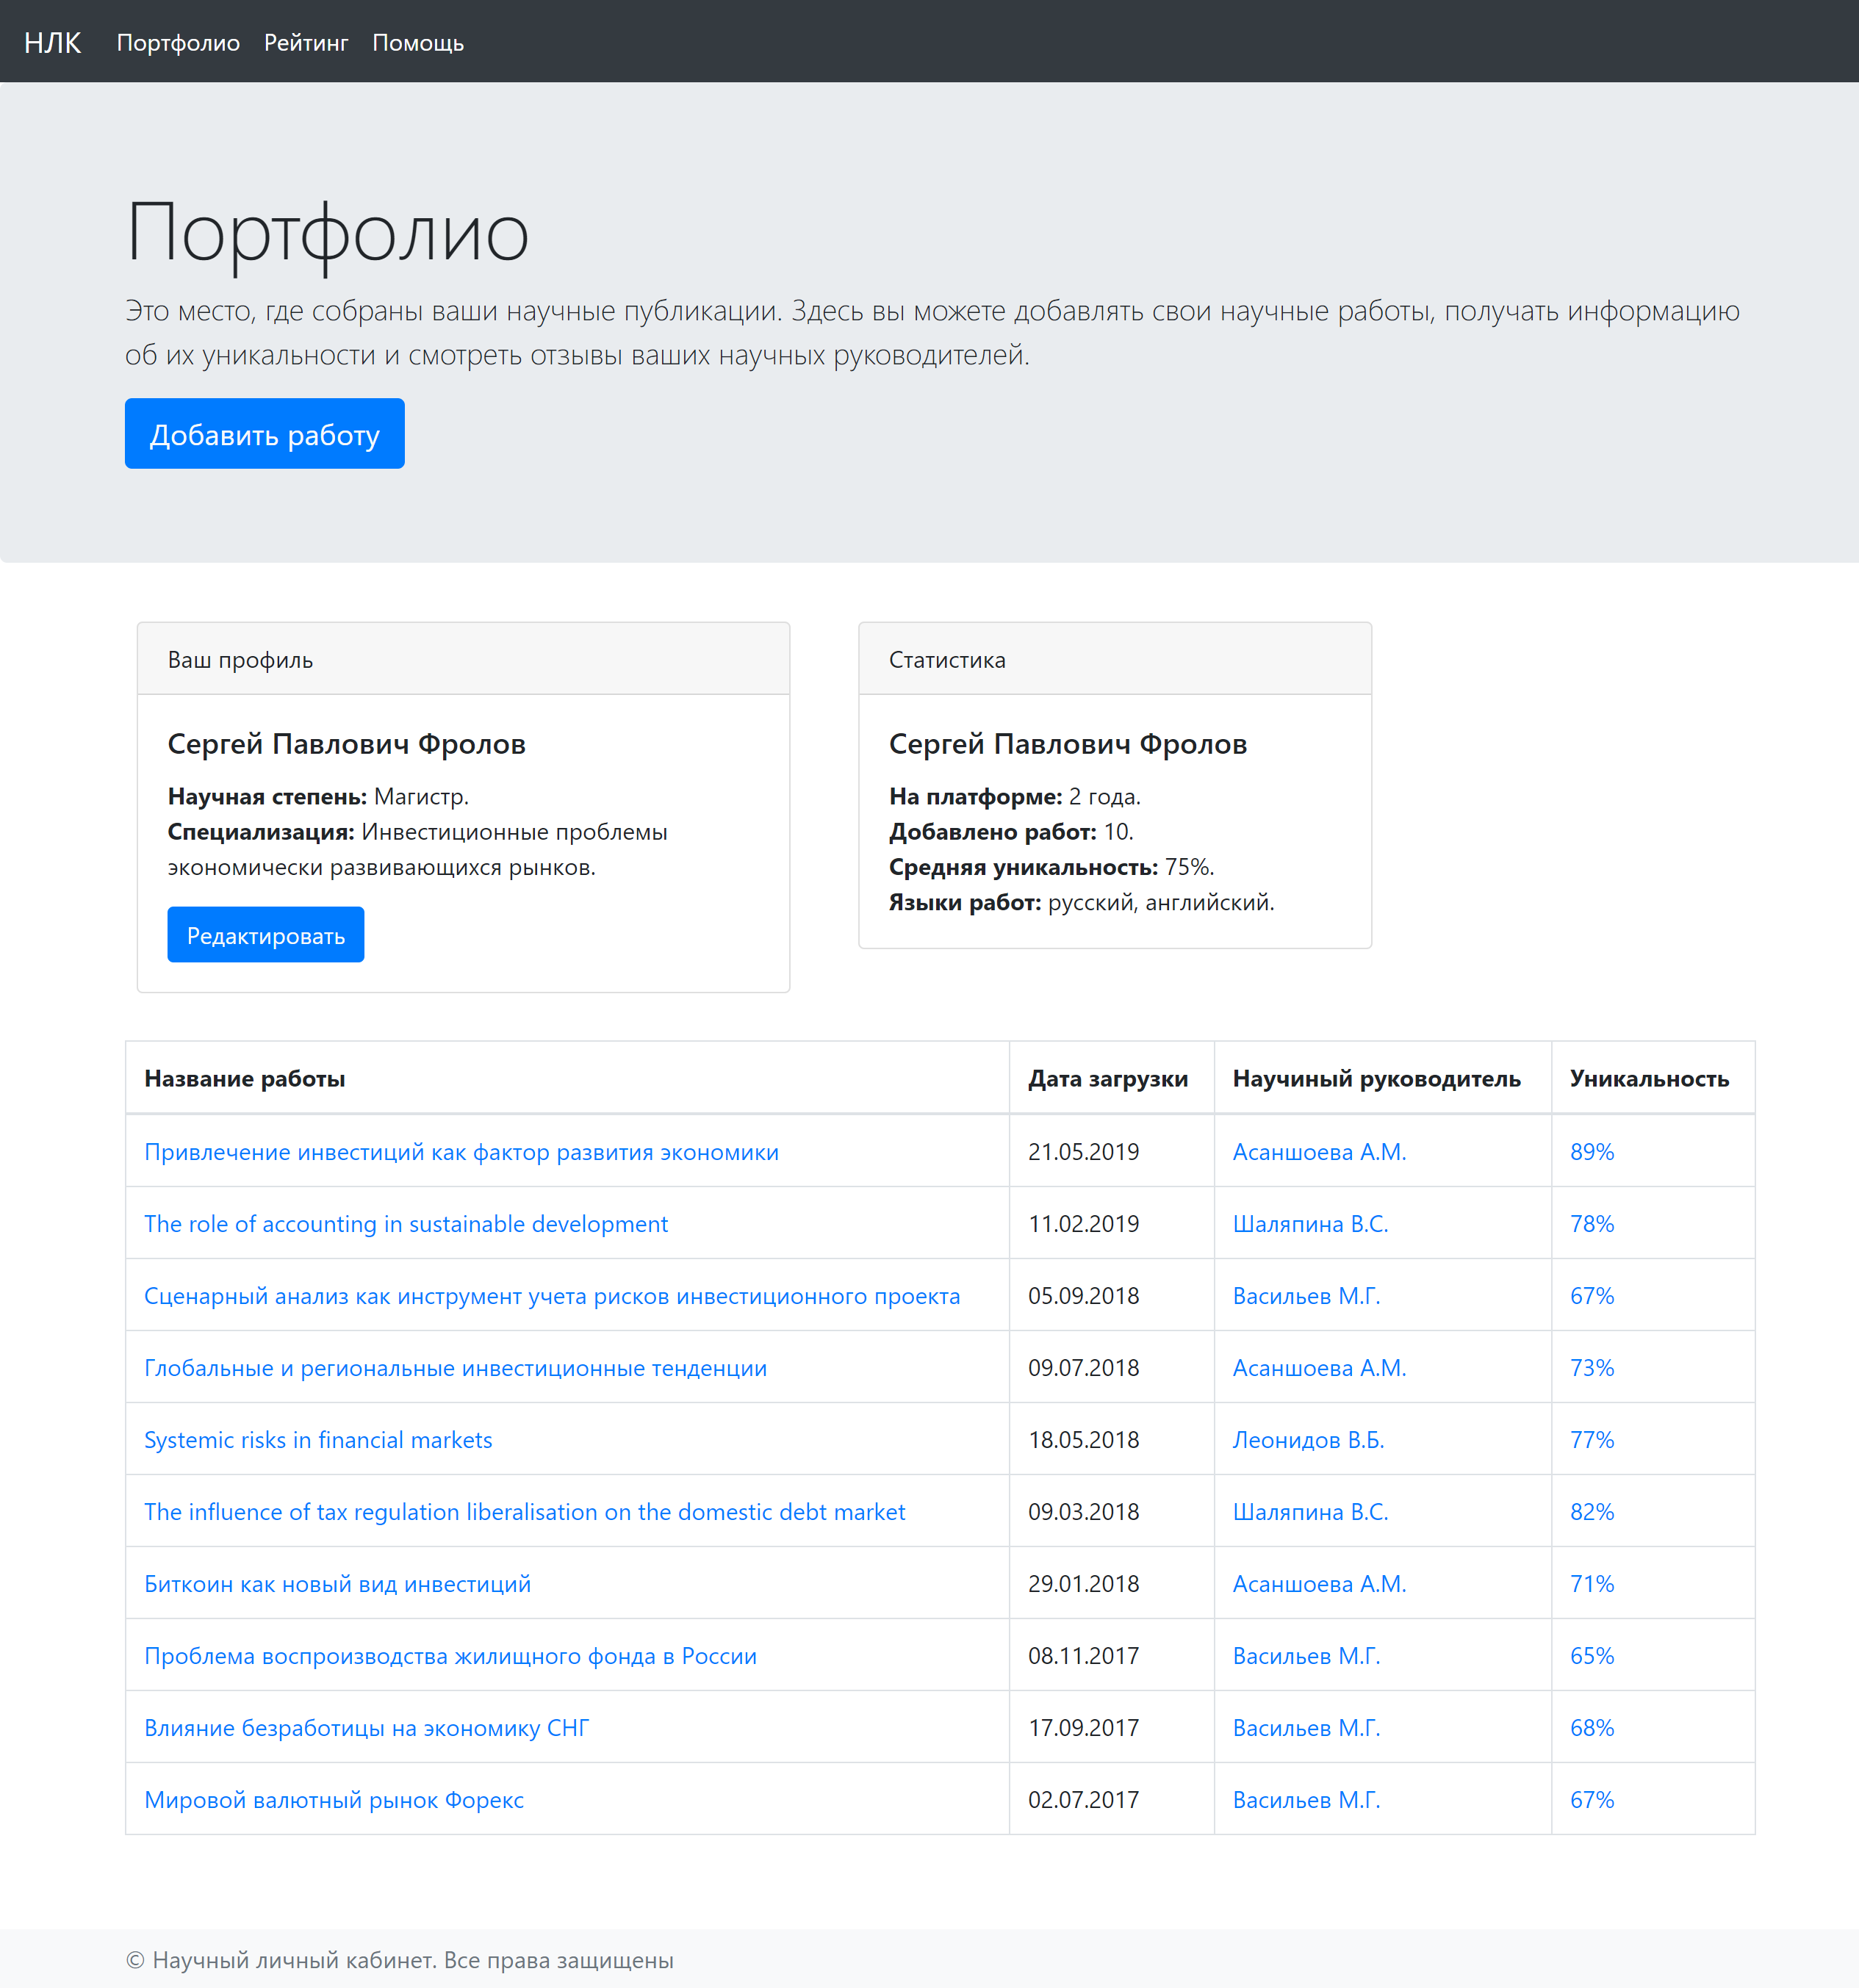 НЛК Портфолио Рейтинг Помощь
Портфолио
Это место, где собраны ваши научные публикации. Здесь вы можете добавлять свои научные работы, получать информацию
об их уникальности и смотреть отзывы ваших научных руководителей.
Добавить работу
Ваш профиль
Сергей Павлович Фролов
Научная степень: Магистр.
Специализация: Инвестиционные проблемы
экономически развивающихся рынков.
Редактировать
Статистика
Сергей Павлович Фролов
На платформе: 2 года.
Добавлено работ: 10.
Средняя уникальность: 75%.
Языки работ: русский, английский.
Название работы Дата загрузки Научиный руководитель Уникальность
Привлечение инвестиций как фактор развития экономики 21.05.2019 Асаншоева А.М. 89%
The role of accounting in sustainable development 11.02.2019 Шаляпина В.С. 78%
Сценарный анализ как инструмент учета рисков инвестиционного проекта 05.09.2018 Васильев М.Г. 67%
Глобальные и региональные инвестиционные тенденции 09.07.2018 Асаншоева А.М. 73%
Systemic risks in financial markets 18.05.2018 Леонидов В.Б. 77%
The influence of tax regulation liberalisation on the domestic debt market 09.03.2018 Шаляпина В.С. 82%
Биткоин как новый вид инвестиций 29.01.2018 Асаншоева А.М. 71%
Проблема воспроизводства жилищного фонда в России 08.11.2017 Васильев М.Г. 65%
Влияние безработицы на экономику СНГ 17.09.2017 Васильев М.Г. 68%
Мировой валютный рынок Форекс 02.07.2017 Васильев М.Г. 67%
© Научный личный кабинет. Все права защищены